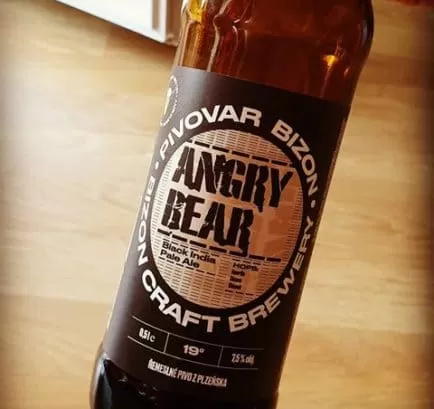 PIVOVAR BIZON • BIZON CRAFT BREWERY •
ANGRY
BEAR
Black India
Pale Ale
HOPS:
0,5l ℮
19°
7,5% obj.
ŘEMESLNÉ PIVO Z PLZEŇSKA